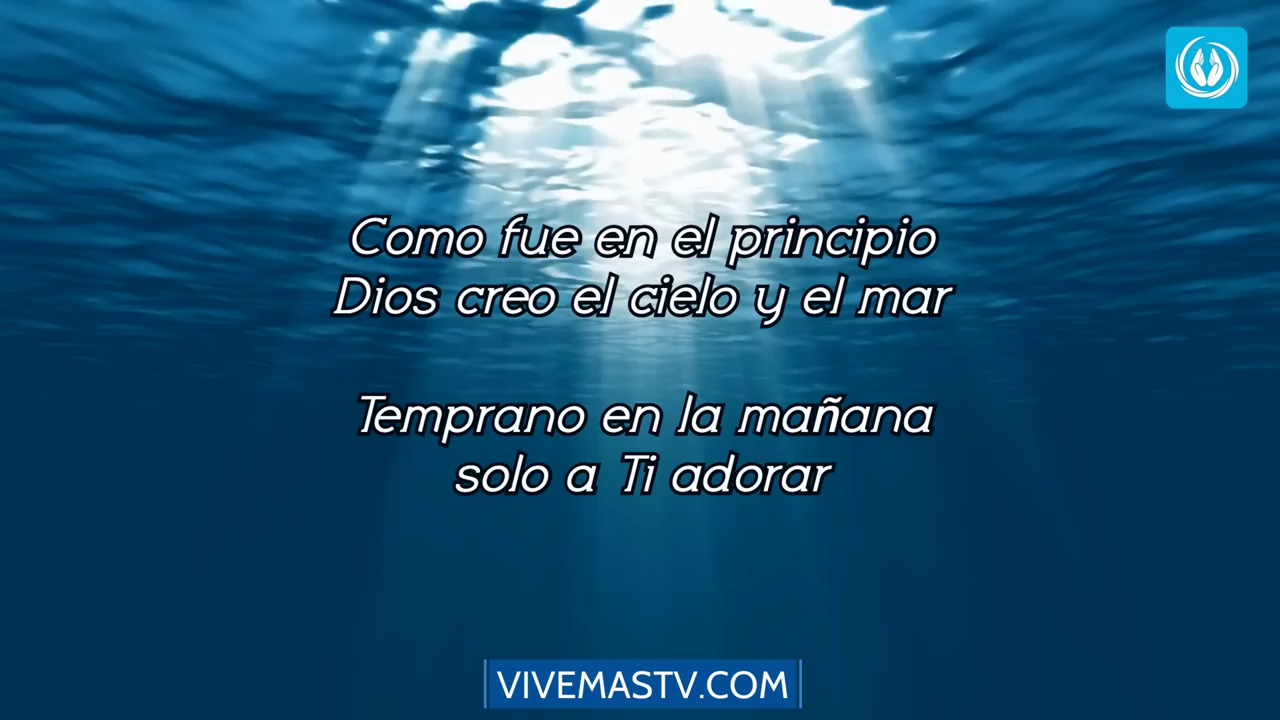 Como fue en el principio
Dios creo el cielo y el mar
Temprano en la mañana
solo a Ti adorar
VIVEMASTV.COM